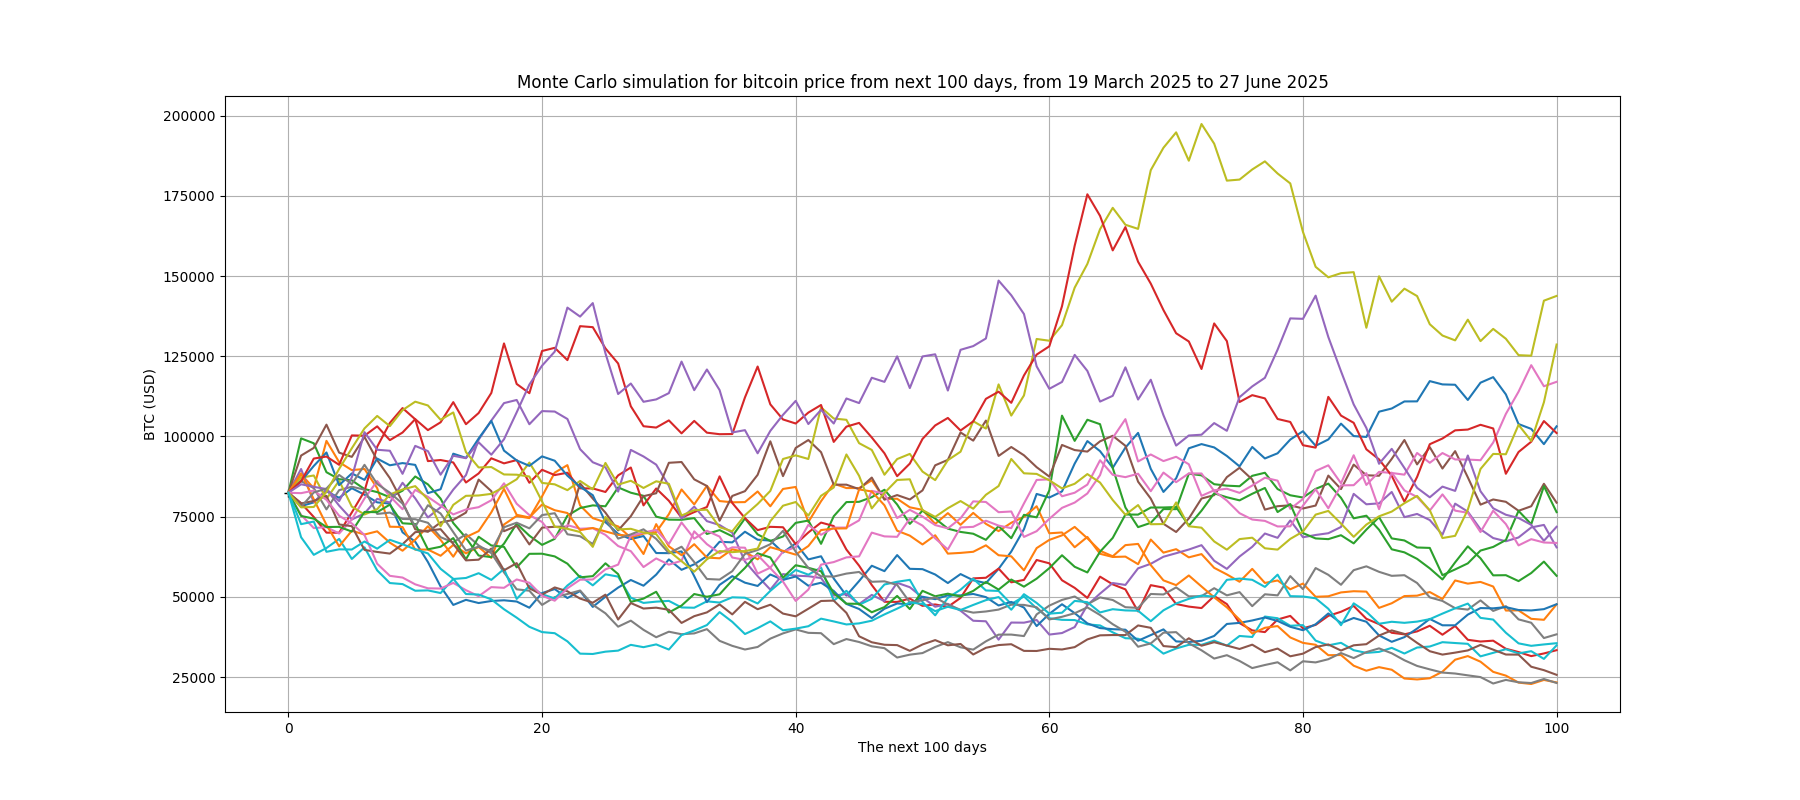 Monte Carlo simulation for bitcoin price from next 100 days, from 19 March 2025 to 27 June 2025
200000
175000
150000
125000
100000
75000
50000
25000
BTC (USD)
0 20 40 60 80 100
The next 100 days